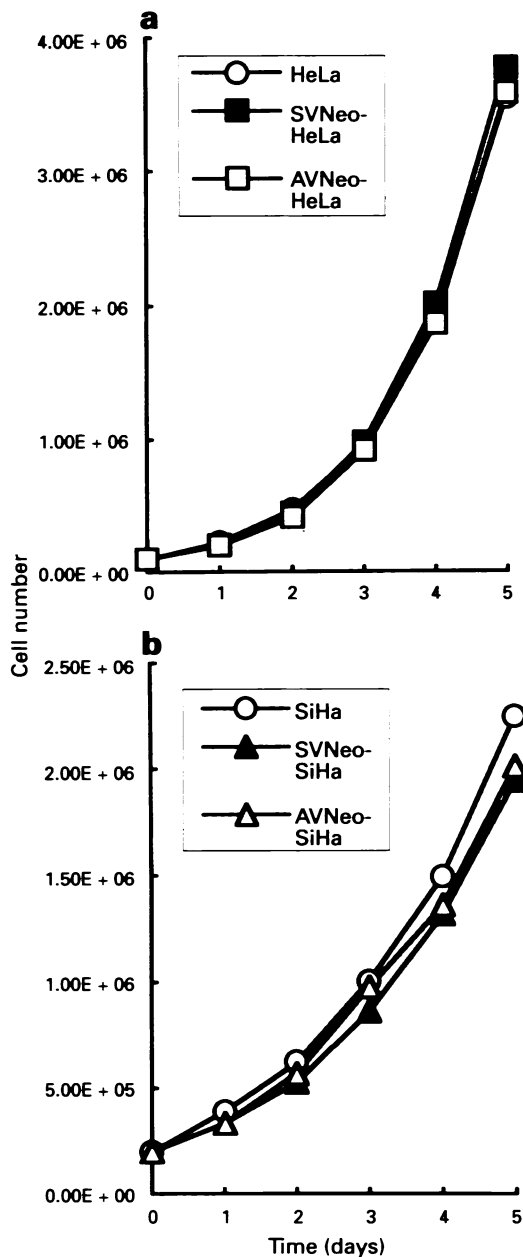 a
4.00E + 06
3.00E + 06
2.00E + 06
1.00E + 06
0.00E + 00
HeLa
SVNeo-
HeLa
AVNeo-
HeLa
0 1 2 3 4 5
Cell number
b
2.50E + 06
2.00E + 06
1.50E + 06
1.00E + 06
5.00E + 05
0.00E + 00
SiHa
SVNeo-
SiHa
AVNeo-
SiHa
0 1 2 3 4 5
Time (days)